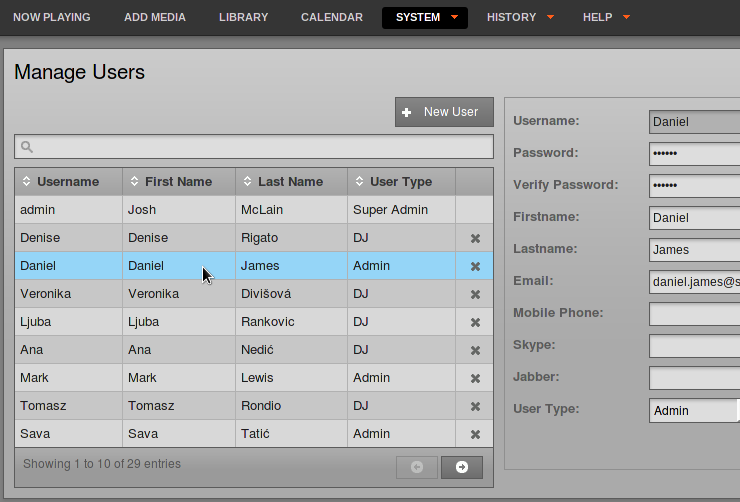 NOW PLAYING ADD MEDIA LIBRARY CALENDAR SYSTEM HISTORY HELP
Manage Users
New User
Username First Name Last Name User Type
admin Josh McLain Super Admin
Denise Denise Rigato DJ
Daniel Daniel James Admin
Veronika Veronika Divišová DJ
Ljuba Ljuba Rankovic DJ
Ana Ana Nedić DJ
Mark Mark Lewis Admin
Tomasz Tomasz Rondio DJ
Sava Sava Tatić Admin
Showing 1 to 10 of 29 entries
Username: Daniel
Password: ••••••
Verify Password: ••••••
Firstname: Daniel
Lastname: James
Email: daniel.james@s
Mobile Phone:
Skype:
Jabber:
User Type: Admin